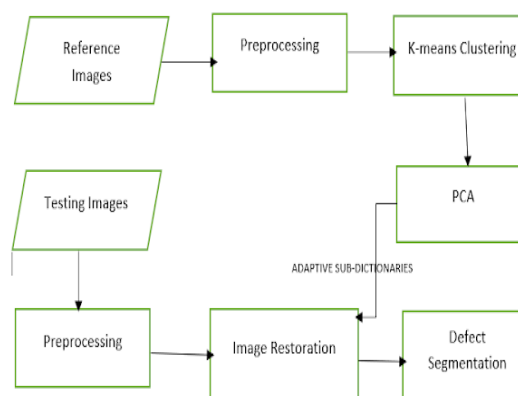 Reference
Images
Preprocessing
K-means Clustering
Testing Images
PCA
ADAPTIVE SUB-DICTIONARIES
Preprocessing
Image Restoration
Defect
Segmentation